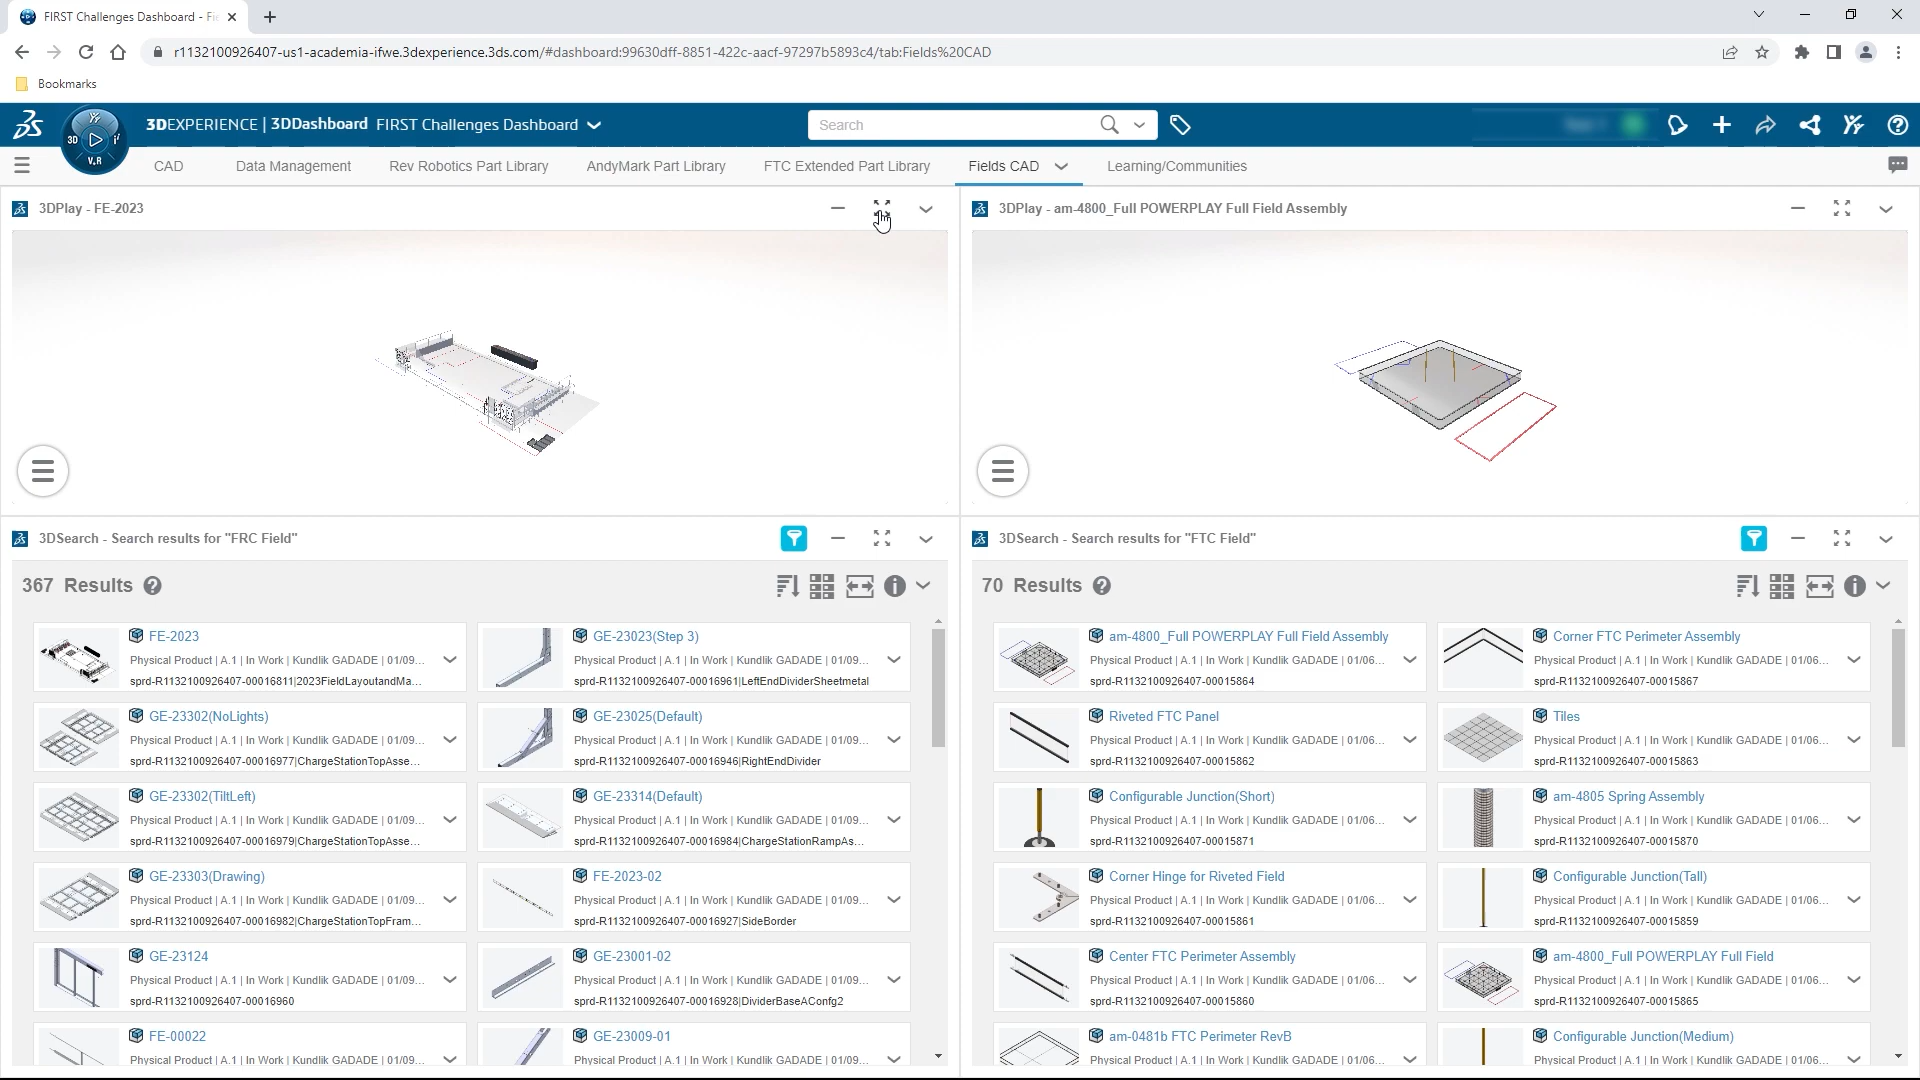 FIRST Challenges Dashboard - Fie
r1132100926407-us1-academia-ifwe.3dexperience.3ds.com/#dashboard:99630dff-8851-422c-aacf-97297b5893c4/tab:Fields%20CAD
Bookmarks
3DEXPERIENCE | 3DDashboard FIRST Challenges Dashboard
Search
3D
V.R
CAD
Data Management
Rev Robotics Part Library
AndyMark Part Library
FTC Extended Part Library
Fields CAD
Learning/Communities
3DPlay - FE-2023
3DPlay - am-4800_Full POWERPLAY Full Field Assembly
3DSearch - Search results for "FRC Field"
367 Results
FE-2023
Physical Product | A.1 | In Work | Kundlik GADADE | 01/09...
sprd-R1132100926407-00016811|2023FieldLayoutandMa...
GE-23023(Step 3)
Physical Product | A.1 | In Work | Kundlik GADADE | 01/09...
sprd-R1132100926407-00016961|LeftEndDividerSheetmetal
GE-23302(NoLights)
Physical Product | A.1 | In Work | Kundlik GADADE | 01/09...
sprd-R1132100926407-00016977|ChargeStationTopAsse...
GE-23025(Default)
Physical Product | A.1 | In Work | Kundlik GADADE | 01/09...
sprd-R1132100926407-00016946|RightEndDivider
GE-23302(TiltLeft)
Physical Product | A.1 | In Work | Kundlik GADADE | 01/09...
sprd-R1132100926407-00016979|ChargeStationTopAsse...
GE-23314(Default)
Physical Product | A.1 | In Work | Kundlik GADADE | 01/09...
sprd-R1132100926407-00016984|ChargeStationRampAs...
GE-23303(Drawing)
Physical Product | A.1 | In Work | Kundlik GADADE | 01/09...
sprd-R1132100926407-00016982|ChargeStationTopFram...
FE-2023-02
Physical Product | A.1 | In Work | Kundlik GADADE | 01/09...
sprd-R1132100926407-00016927|SideBorder
GE-23124
Physical Product | A.1 | In Work | Kundlik GADADE | 01/09...
sprd-R1132100926407-00016960
GE-23001-02
Physical Product | A.1 | In Work | Kundlik GADADE | 01/09...
sprd-R1132100926407-00016928|DividerBaseAConfg2
FE-00022
Physical Product | A.1 | In Work | Kundlik GADADE | 01/09...
GE-23009-01
Physical Product | A.1 | In Work | Kundlik GADADE | 01/09...
3DSearch - Search results for "FTC Field"
70 Results
am-4800_Full POWERPLAY Full Field Assembly
Physical Product | A.1 | In Work | Kundlik GADADE | 01/06...
sprd-R1132100926407-00015864
Corner FTC Perimeter Assembly
Physical Product | A.1 | In Work | Kundlik GADADE | 01/06...
sprd-R1132100926407-00015867
Riveted FTC Panel
Physical Product | A.1 | In Work | Kundlik GADADE | 01/06...
sprd-R1132100926407-00015862
Tiles
Physical Product | A.1 | In Work | Kundlik GADADE | 01/06...
sprd-R1132100926407-00015863
Configurable Junction(Short)
Physical Product | A.1 | In Work | Kundlik GADADE | 01/06...
sprd-R1132100926407-00015871
am-4805 Spring Assembly
Physical Product | A.1 | In Work | Kundlik GADADE | 01/06...
sprd-R1132100926407-00015870
Corner Hinge for Riveted Field
Physical Product | A.1 | In Work | Kundlik GADADE | 01/06...
sprd-R1132100926407-00015861
Configurable Junction(Tall)
Physical Product | A.1 | In Work | Kundlik GADADE | 01/06...
sprd-R1132100926407-00015859
Center FTC Perimeter Assembly
Physical Product | A.1 | In Work | Kundlik GADADE | 01/06...
sprd-R1132100926407-00015860
am-4800_Full POWERPLAY Full Field
Physical Product | A.1 | In Work | Kundlik GADADE | 01/06...
sprd-R1132100926407-00015865
am-0481b FTC Perimeter RevB
Physical Product | A.1 | In Work | Kundlik GADADE | 01/06...
Configurable Junction(Medium)
Physical Product | A.1 | In Work | Kundlik GADADE | 01/06...